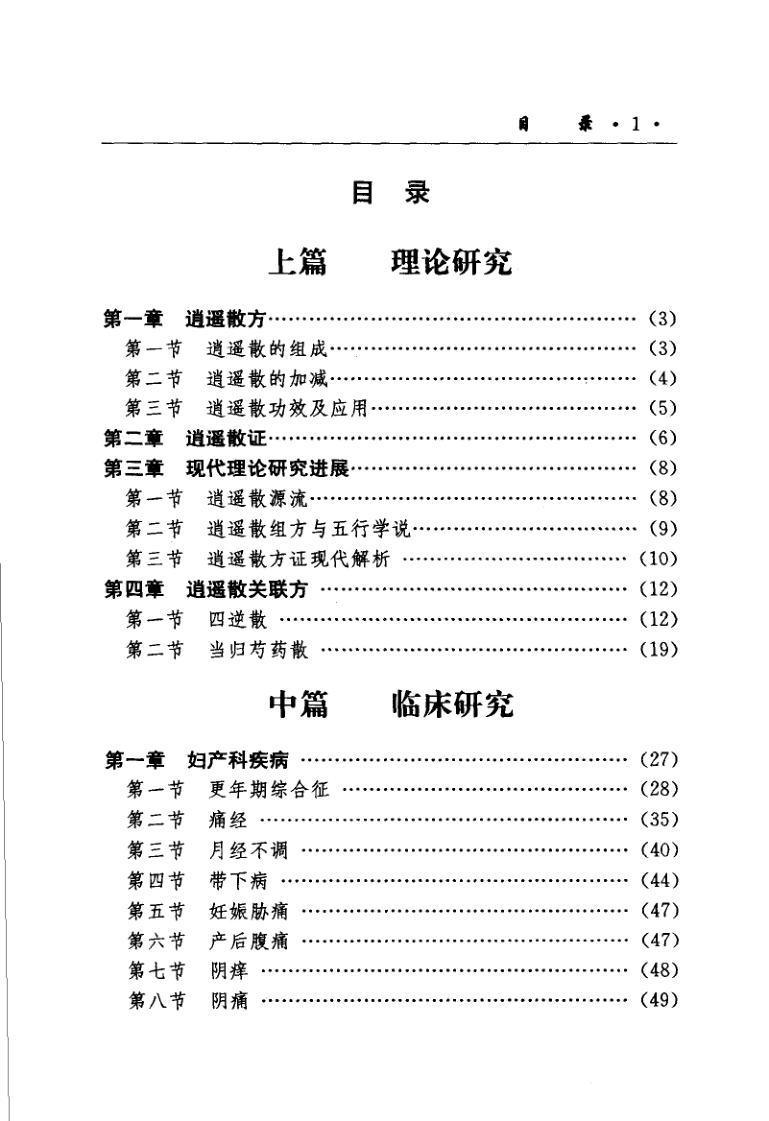 目 录 · 1 ·
目 录
上篇 理论研究
第一章 逍遥散方…………………………………………… (3)
第一节 逍遥散的组成…………………………………… (3)
第二节 逍遥散的加减…………………………………… (4)
第三节 逍遥散功效及应用……………………………… (5)
第二章 逍遥散证…………………………………………… (6)
第三章 现代理论研究进展………………………………… (8)
第一节 逍遥散源流……………………………………… (8)
第二节 逍遥散组方与五行学说………………………… (9)
第三节 逍遥散方证现代解析 ………………………… (10)
第四章 逍遥散关联方 …………………………………… (12)
第一节 四逆散 ………………………………………… (12)
第二节 当归芍药散 …………………………………… (19)
中篇 临床研究
第一章 妇产科疾病 ……………………………………… (27)
第一节 更年期综合征 ………………………………… (28)
第二节 痛经 …………………………………………… (35)
第三节 月经不调 ……………………………………… (40)
第四节 带下病 ………………………………………… (44)
第五节 妊娠胁痛 ……………………………………… (47)
第六节 产后腹痛 ……………………………………… (47)
第七节 阴痒 …………………………………………… (48)
第八节 阴痛 …………………………………………… (49)